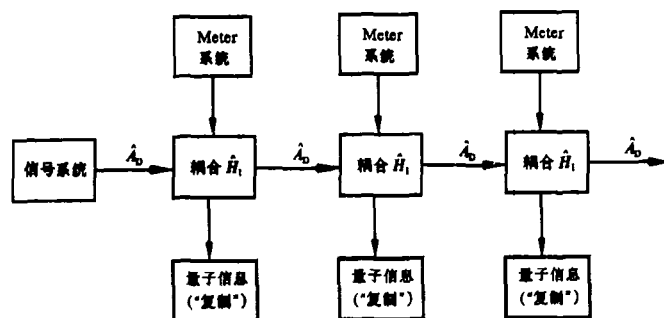 Meter
系统
Meter
系统
Meter
系统
信号系统
Â_D
耦合 Ĥ_I
Â_D
耦合 Ĥ_I
Â_D
耦合 Ĥ_I
Â_D
量子信息
("复制")
量子信息
("复制")
量子信息
("复制")